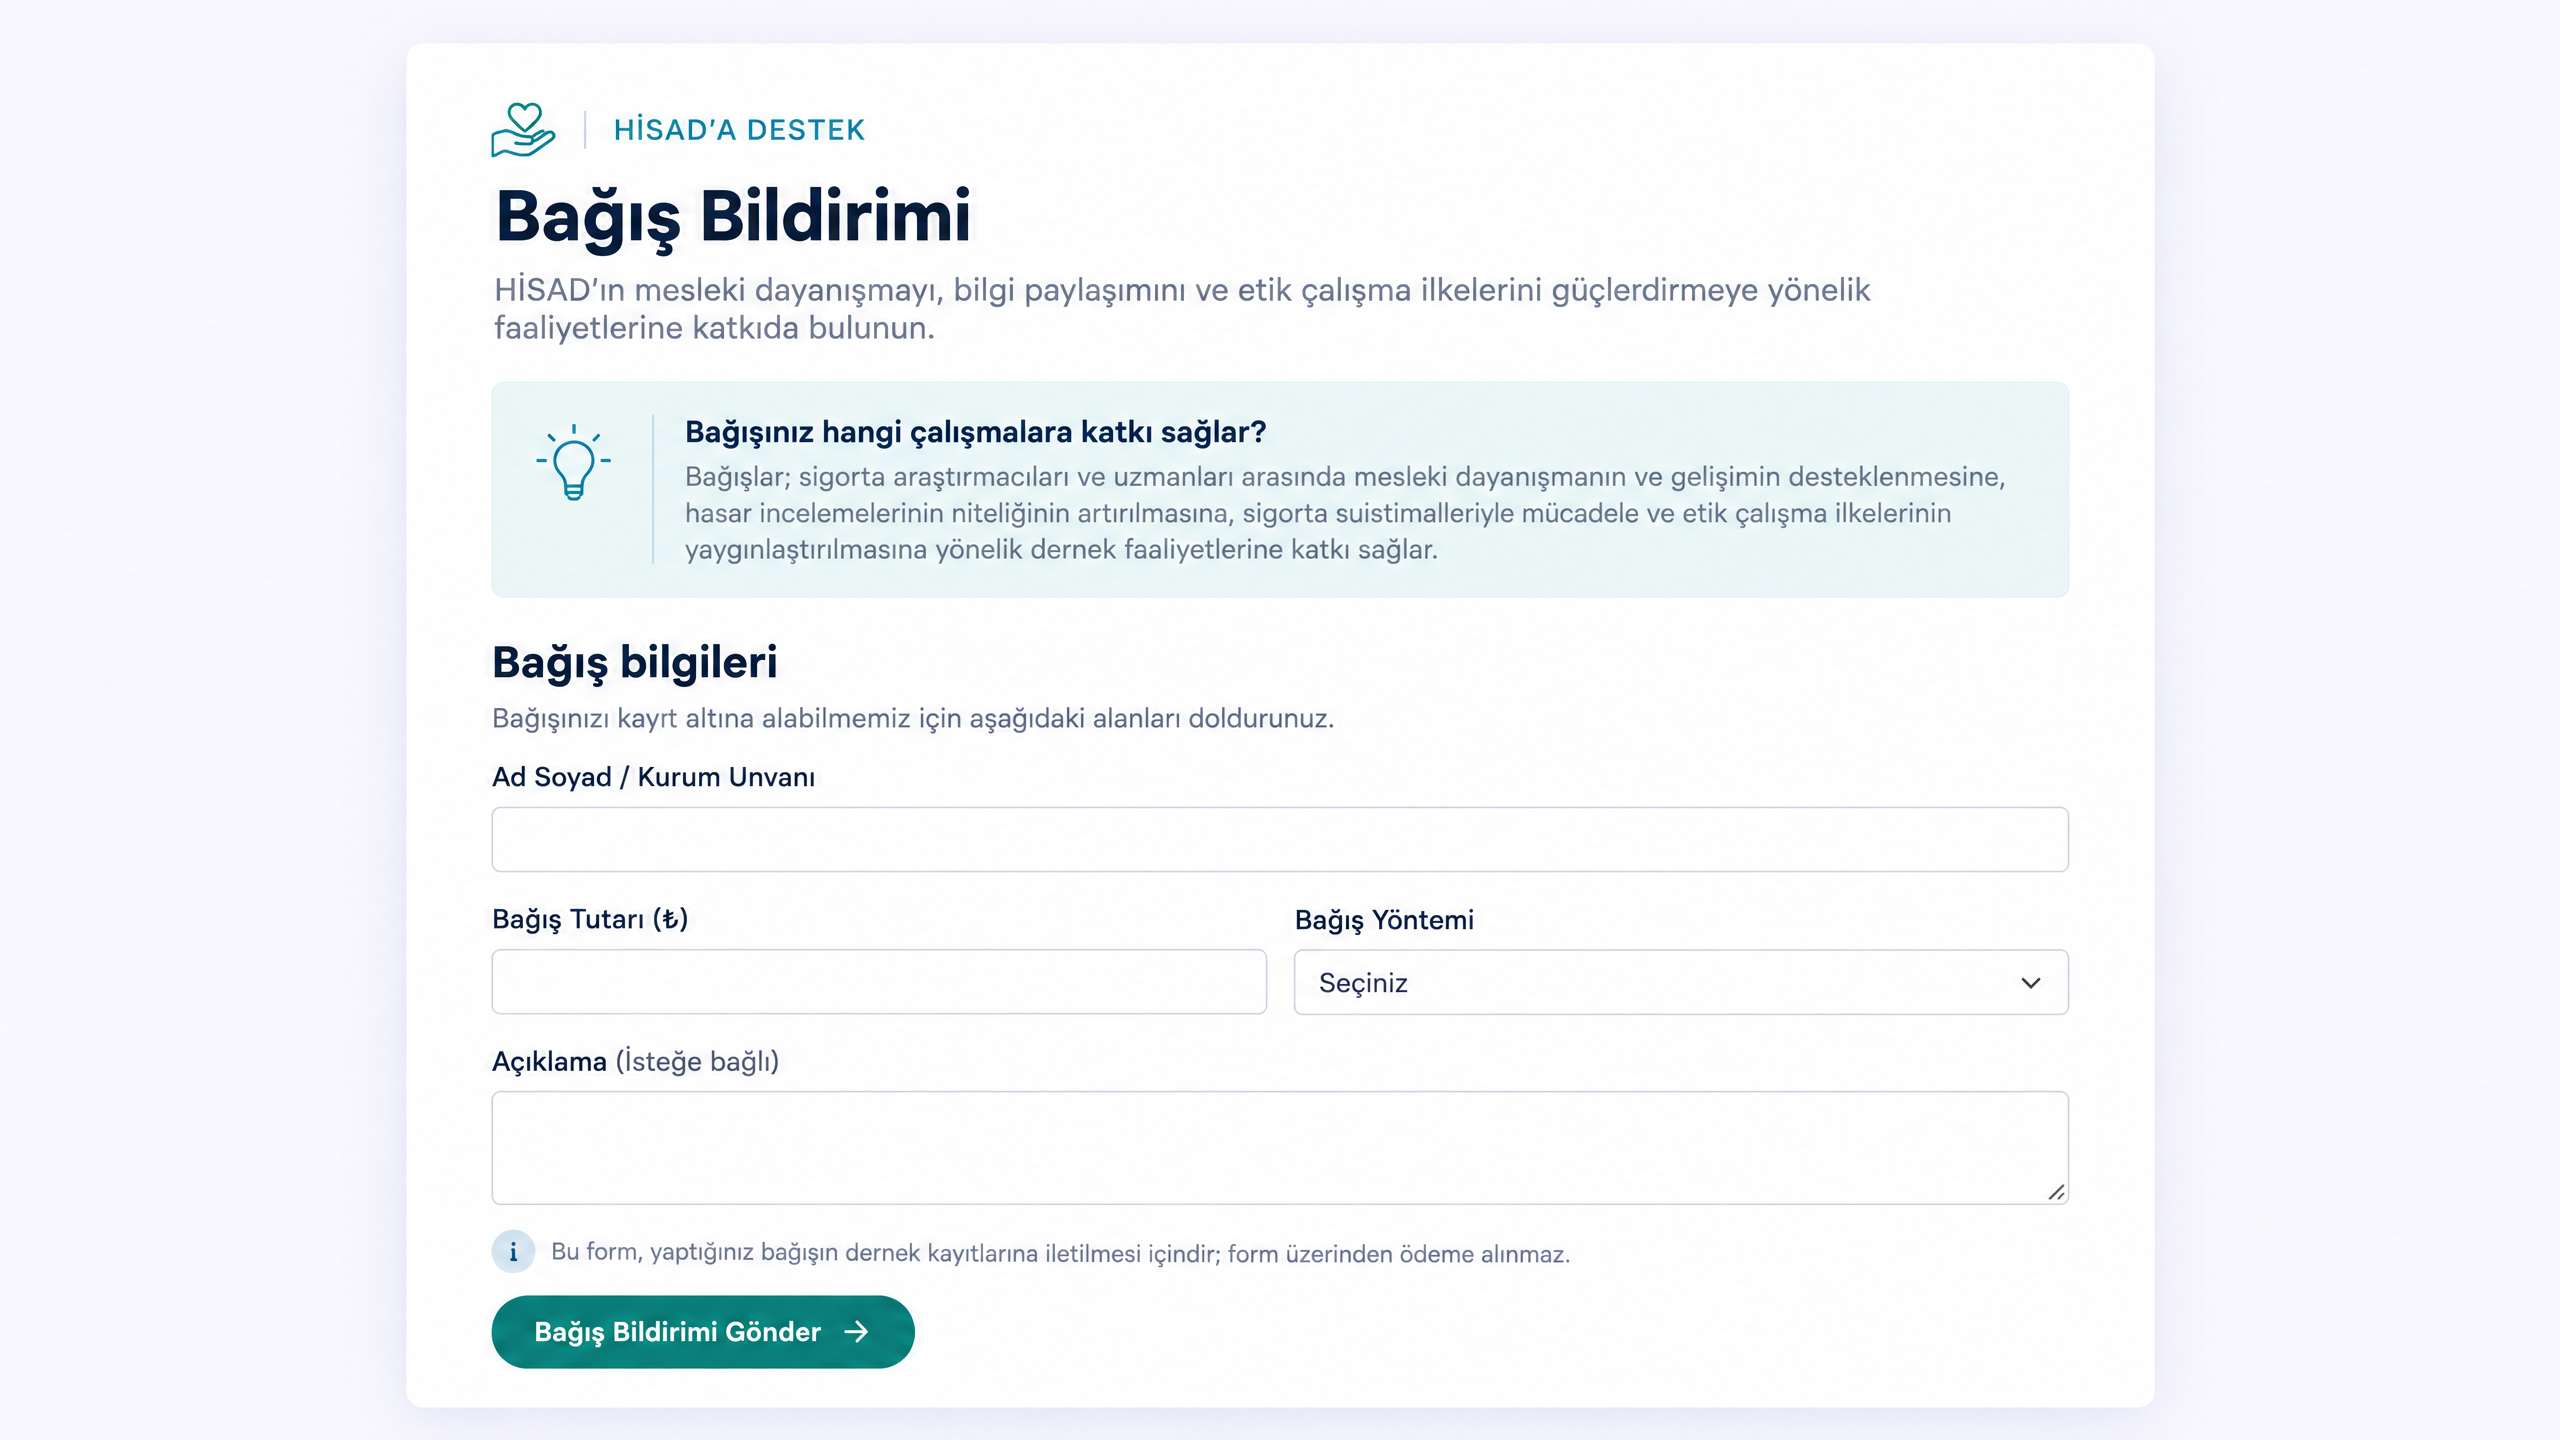 HİSAD'A DESTEK
Bağış Bildirimi
HİSAD'ın mesleki dayanışmayı, bilgi paylaşımını ve etik çalışma ilkelerini güçlerdirmeye yönelik
faaliyetlerine katkıda bulunun.
Bağışınız hangi çalışmalara katkı sağlar?
Bağışlar; sigorta araştırmacıları ve uzmanları arasında mesleki dayanışmanın ve gelişimin desteklenmesine,
hasar incelemelerinin niteliğinin artırılmasına, sigorta suistimalleriyle mücadele ve etik çalışma ilkelerinin
yaygınlaştırılmasına yönelik dernek faaliyetlerine katkı sağlar.
Bağış bilgileri
Bağışınızı kayrt altına alabilmemiz için aşağıdaki alanları doldurunuz.
Ad Soyad / Kurum Unvanı
Bağış Tutarı (₺)
Bağış Yöntemi
Seçiniz
Açıklama (İsteğe bağlı)
Bu form, yaptığınız bağışın dernek kayıtlarına iletilmesi içindir; form üzerinden ödeme alınmaz.
Bağış Bildirimi Gönder →